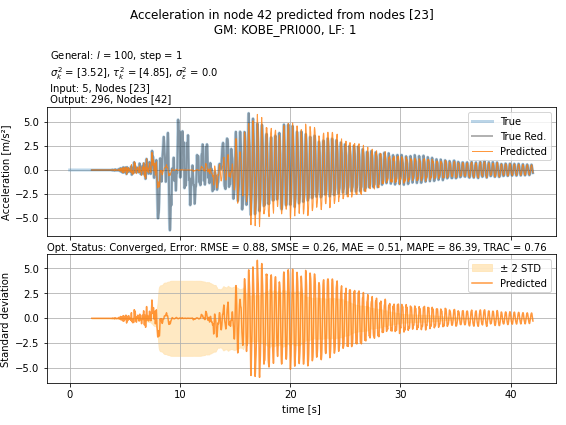 Acceleration in node 42 predicted from nodes [23]
GM: KOBE_PRI000, LF: 1
General: l = 100, step = 1
σ²ₖ = [3.52], τ²ₖ = [4.85], σ²ε = 0.0
Input: 5, Nodes [23]
Output: 296, Nodes [42]
Acceleration [m/s²]
5.0
2.5
0.0
−2.5
−5.0
True
True Red.
Predicted
Opt. Status: Converged, Error: RMSE = 0.88, SMSE = 0.26, MAE = 0.51, MAPE = 86.39, TRAC = 0.76
Standard deviation
5.0
2.5
0.0
−2.5
−5.0
± 2 STD
Predicted
0 10 20 30 40
time [s]